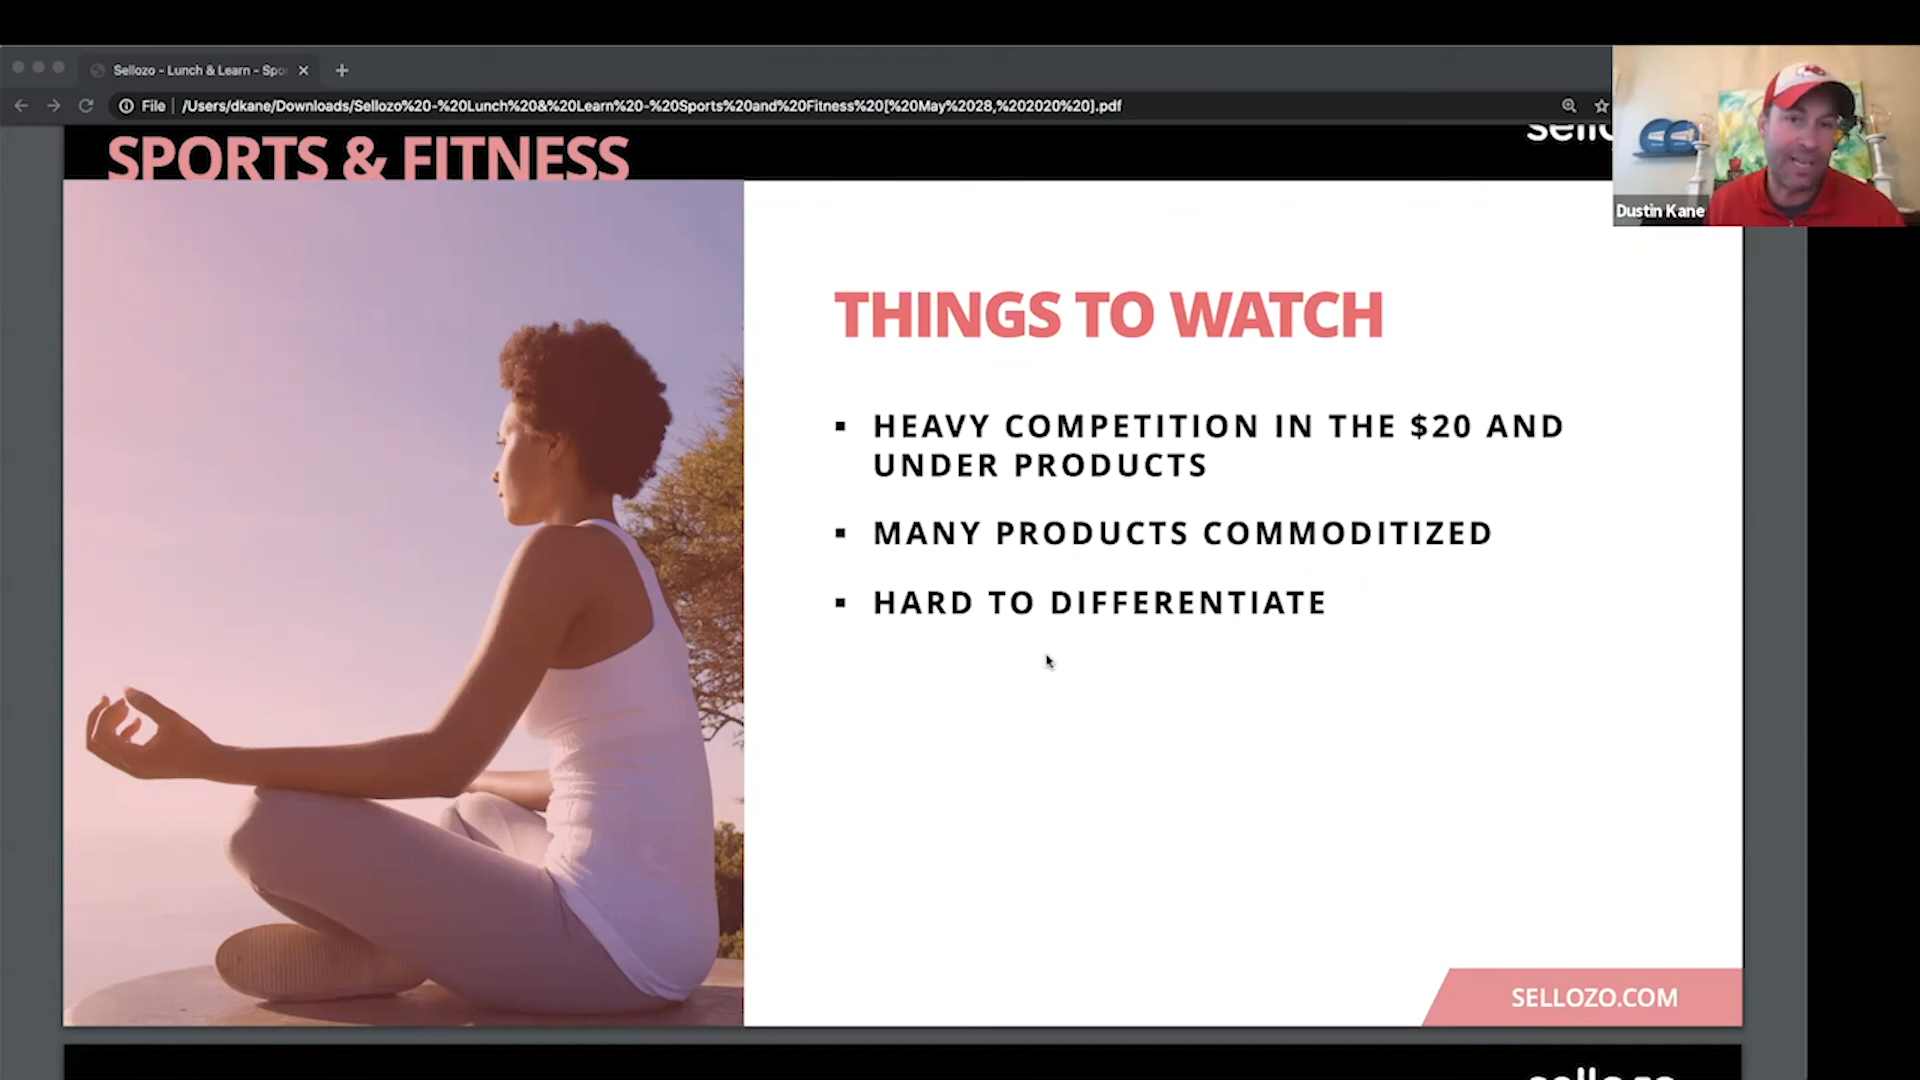 Sellozo - Lunch & Learn - Spo
File
/Users/dkane/Downloads/Sellozo%20-%20Lunch%20&%20Learn%20-%20Sports%20and%20Fitness%20[%20May%2028,%202020%20].pdf
SPORTS & FITNESS
Dustin Kane
THINGS TO WATCH
▪ HEAVY COMPETITION IN THE $20 AND
UNDER PRODUCTS
▪ MANY PRODUCTS COMMODITIZED
▪ HARD TO DIFFERENTIATE
SELLOZO.COM